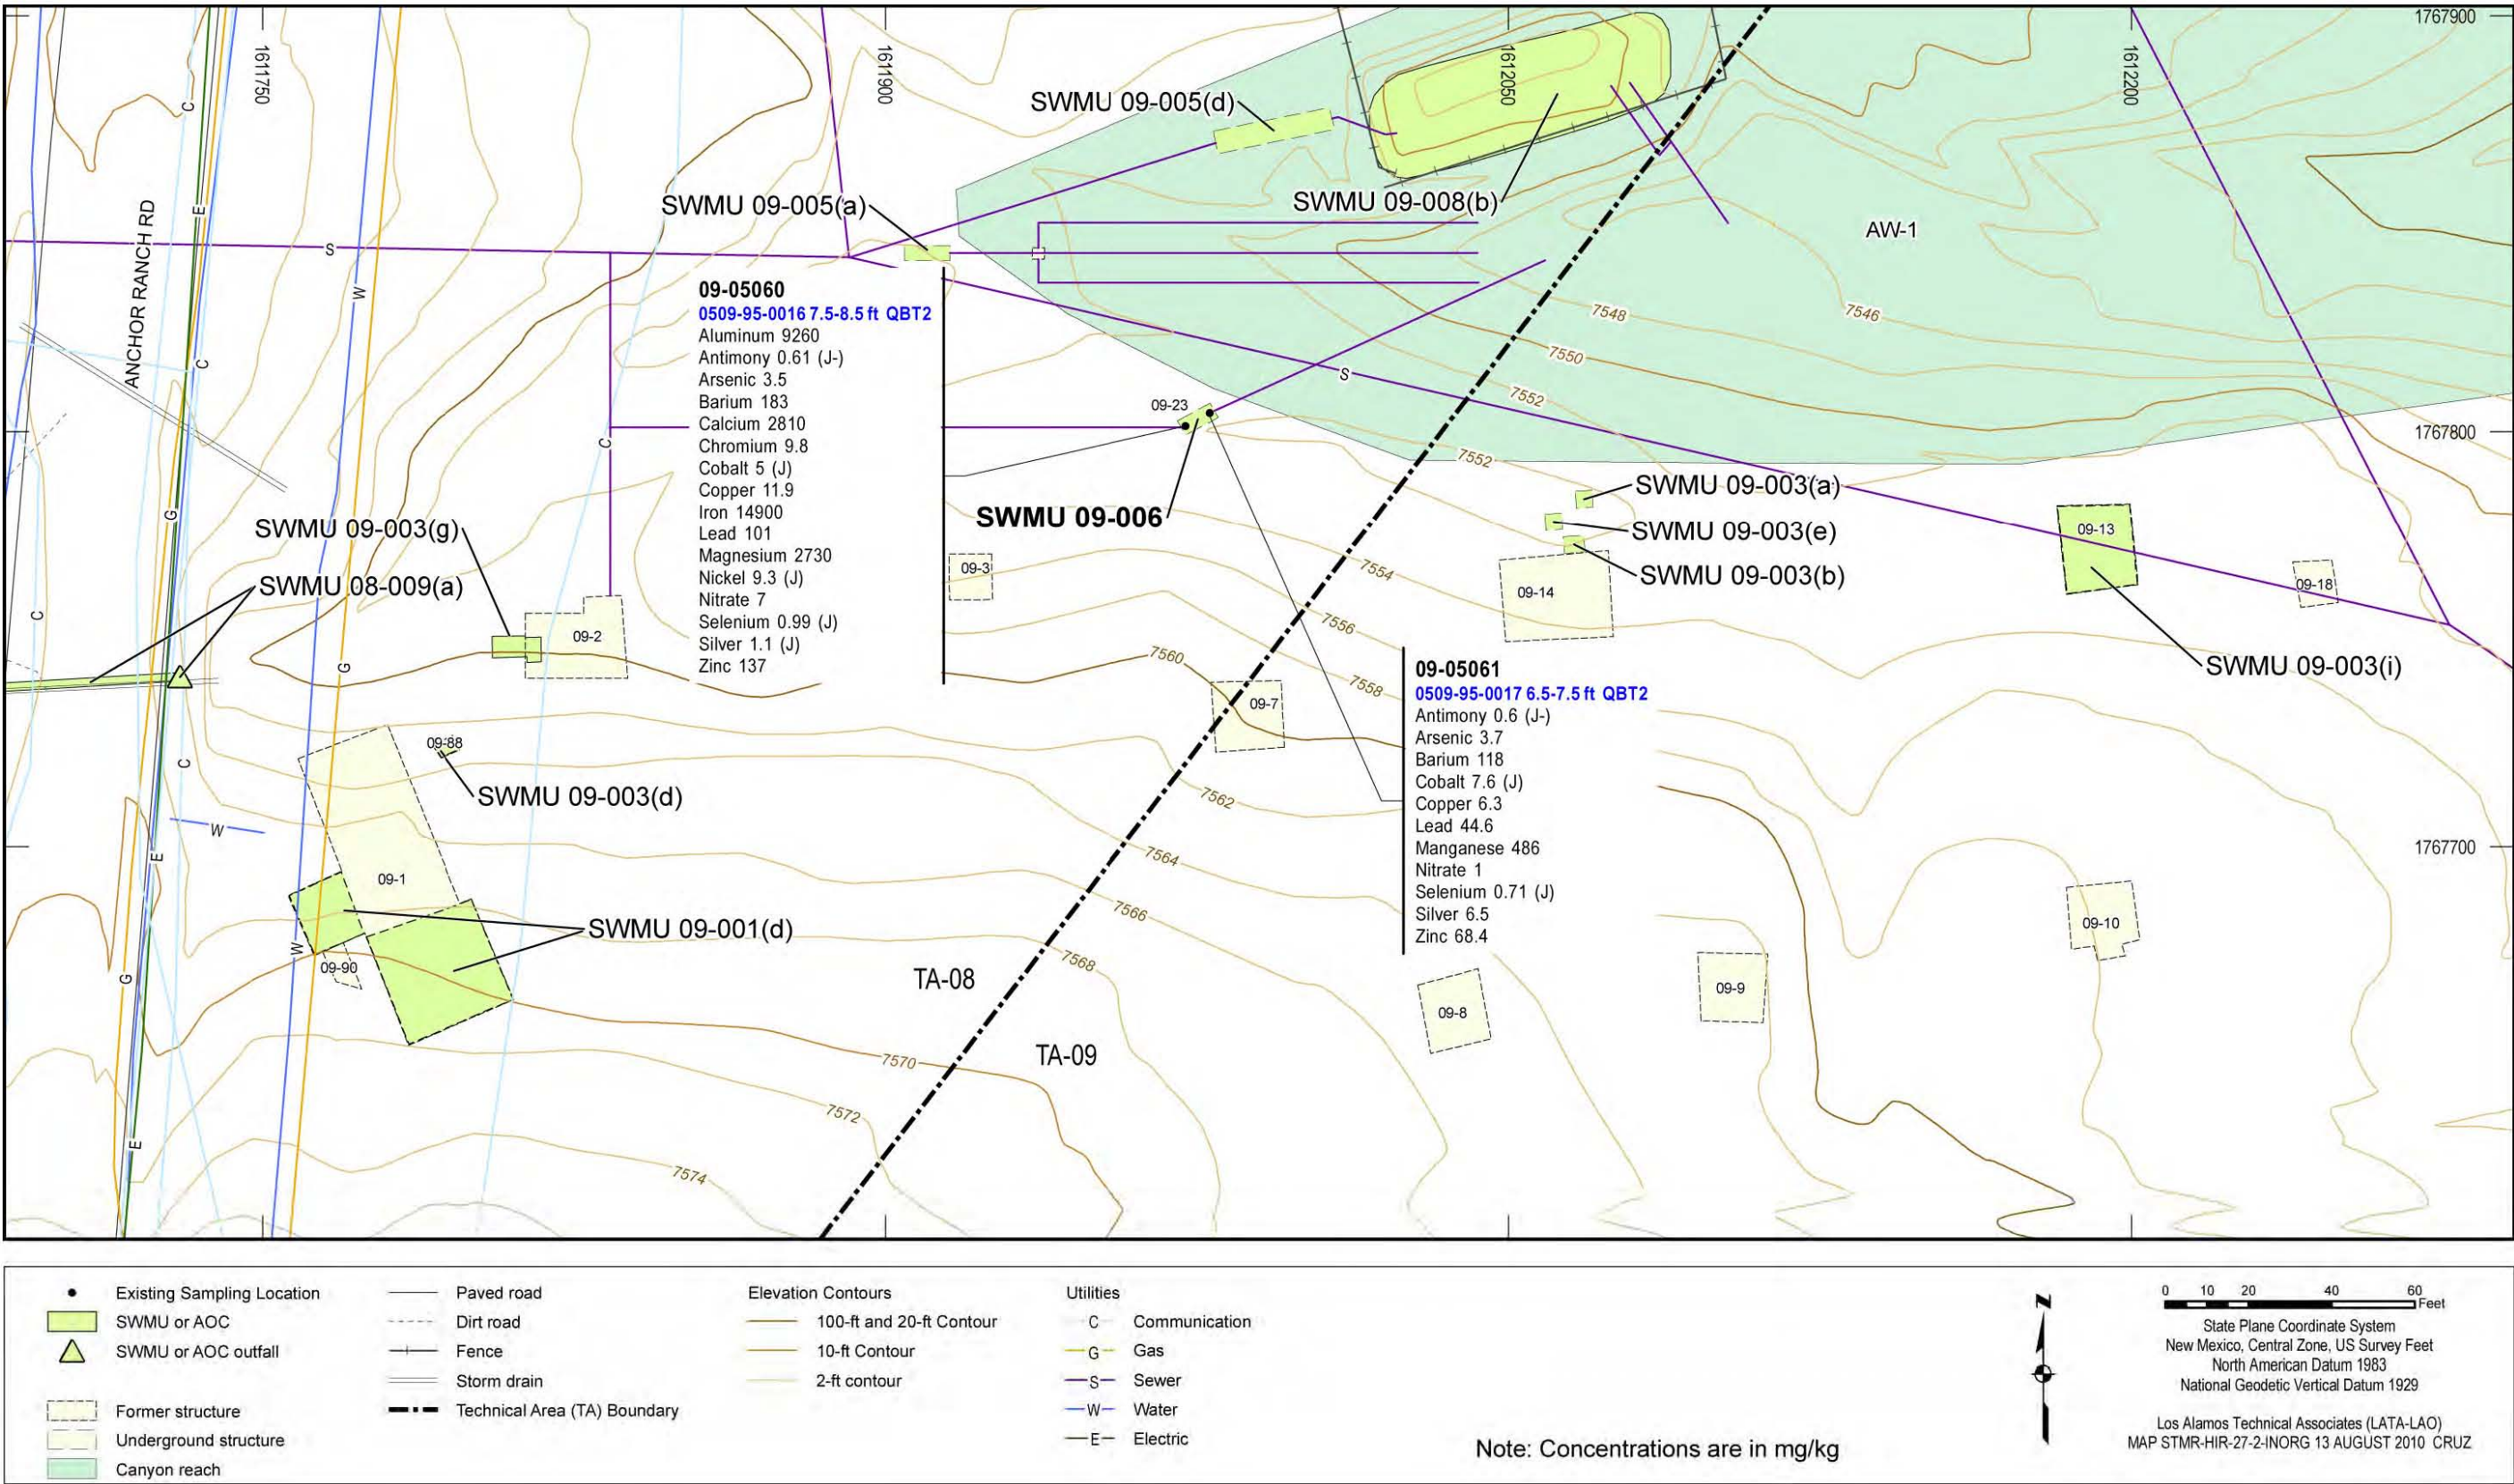 1767900
1611750
1611900
1612050
1612200
C
SWMU 09-005(d)
ANCHOR RANCH RD
E
SWMU 09-005(a)
SWMU 09-008(b)
AW-1
S
W
09-05060
0509-95-0016 7.5-8.5 ft QBT2
Aluminum 9260
Antimony 0.61 (J-)
Arsenic 3.5
Barium 183
Calcium 2810
Chromium 9.8
Cobalt 5 (J)
Copper 11.9
Iron 14900
Lead 101
Magnesium 2730
Nickel 9.3 (J)
Nitrate 7
Selenium 0.99 (J)
Silver 1.1 (J)
Zinc 137
7548
7546
7550
C
S
7552
09-23
1767800
C
7552
SWMU 09-003(a)
G
SWMU 09-006
SWMU 09-003(g)
SWMU 09-003(e)
09-13
09-3
7554
SWMU 09-003(b)
SWMU 08-009(a)
09-14
09-18
C
7556
09-2
7560
G
SWMU 09-003(i)
7558
09-05061
0509-95-0017 6.5-7.5 ft QBT2
Antimony 0.6 (J-)
Arsenic 3.7
Barium 118
Cobalt 7.6 (J)
Copper 6.3
Lead 44.6
Manganese 486
Nitrate 1
Selenium 0.71 (J)
Silver 6.5
Zinc 68.4
09-7
09-88
C
SWMU 09-003(d)
7562
W
E
7564
1767700
09-1
7566
SWMU 09-001(d)
09-10
W
7568
09-90
G
TA-08
09-9
09-8
TA-09
7570
7572
E
7574
Existing Sampling Location
SWMU or AOC
SWMU or AOC outfall
Former structure
Underground structure
Canyon reach
Paved road
Dirt road
Fence
Storm drain
Technical Area (TA) Boundary
Elevation Contours
100-ft and 20-ft Contour
10-ft Contour
2-ft contour
Utilities
C Communication
G Gas
S Sewer
W Water
E Electric
Note: Concentrations are in mg/kg
N
0 10 20 40 60
Feet
State Plane Coordinate System
New Mexico, Central Zone, US Survey Feet
North American Datum 1983
National Geodetic Vertical Datum 1929
Los Alamos Technical Associates (LATA-LAO)
MAP STMR-HIR-27-2-INORG 13 AUGUST 2010 CRUZ